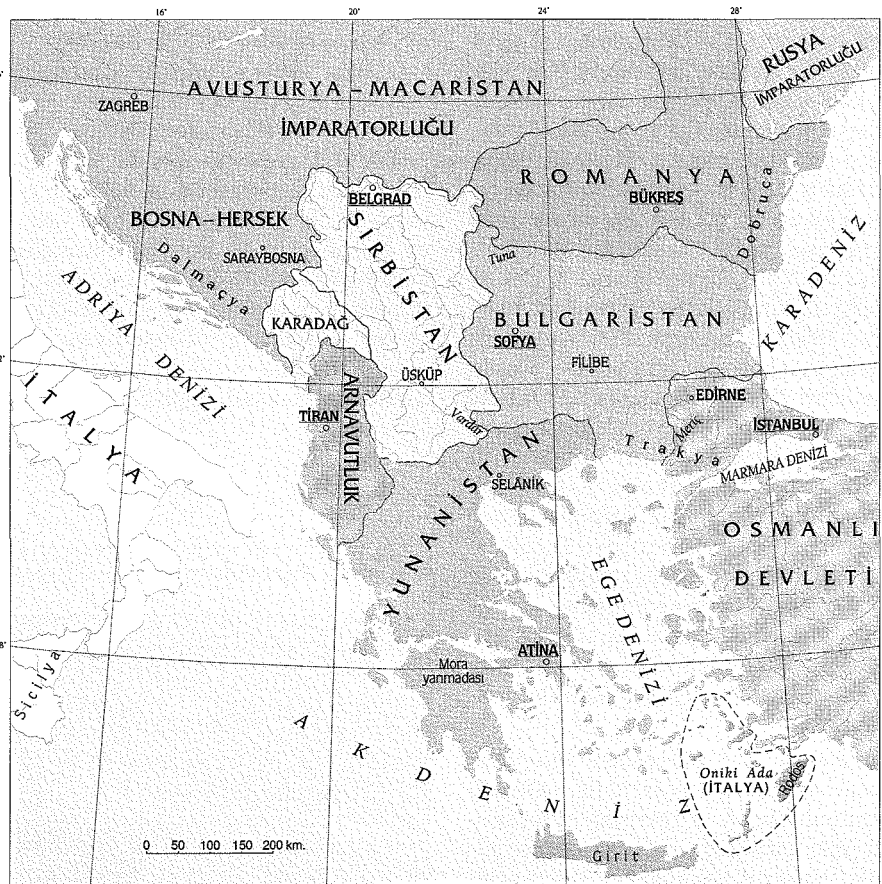 16°
20°
24°
28°
RUSYA
İMPARATORLUĞU
AVUSTURYA – MACARİSTAN
İMPARATORLUĞU
ZAGREB
ROMANYA
BÜKREŞ
Dobruca
BELGRAD
BOSNA–HERSEK
SARAYBOSNA
Dalmaçya
SIRBİSTAN
Tuna
KARADENİZ
ADRİYA DENİZİ
KARADAĞ
BULGARİSTAN
SOFYA
FİLİBE
ÜSKÜP
İTALYA
TİRAN
ARNAVUTLUK
Vardar
EDİRNE
Meriç
İSTANBUL
Trakya
MARMARA DENİZİ
SELANİK
YUNANİSTAN
OSMANLI
DEVLETİ
EGE DENİZİ
ATİNA
Mora
yarımadası
Sicilya
AKDENİZ
Oniki Ada
(İTALYA)
Rodos
Girit
0 50 100 150 200 km.